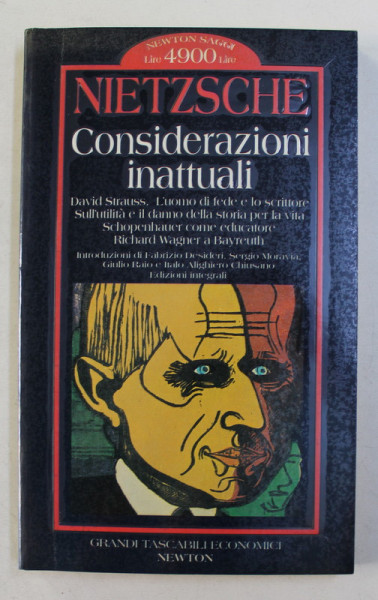 NEWTON SAGGI
Lire 4900 Lire
NIETZSCHE
Considerazioni
inattuali
David Strauss, L'uomo di fede e lo scrittore
Sull'utilità e il danno della storia per la vita
Schopenhauer come educatore
Richard Wagner a Bayreuth
Introduzioni di Fabrizio Desideri, Sergio Moravia,
Giulio Raio e Italo Alighiero Chiusano
Edizioni integrali
GRANDI TASCABILI ECONOMICI
NEWTON